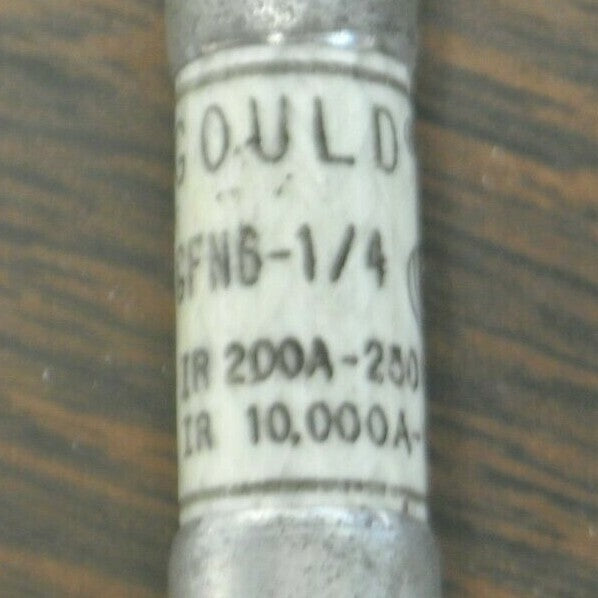 GOULD
GFN6-1/4
IR 200A-250
IR 10,000A-